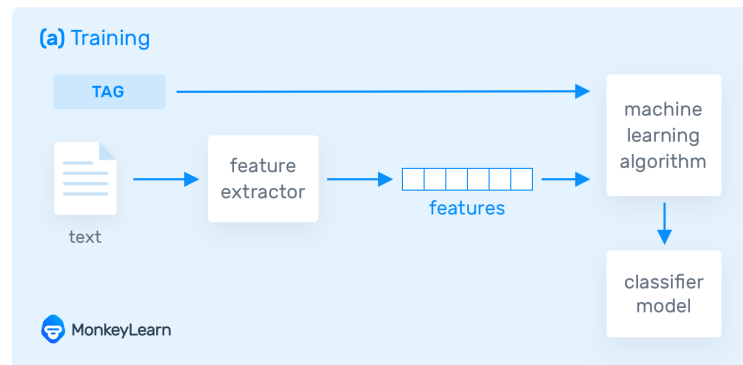 (a) Training
TAG
machine
learning
algorithm
feature
extractor
features
text
classifier
model
MonkeyLearn